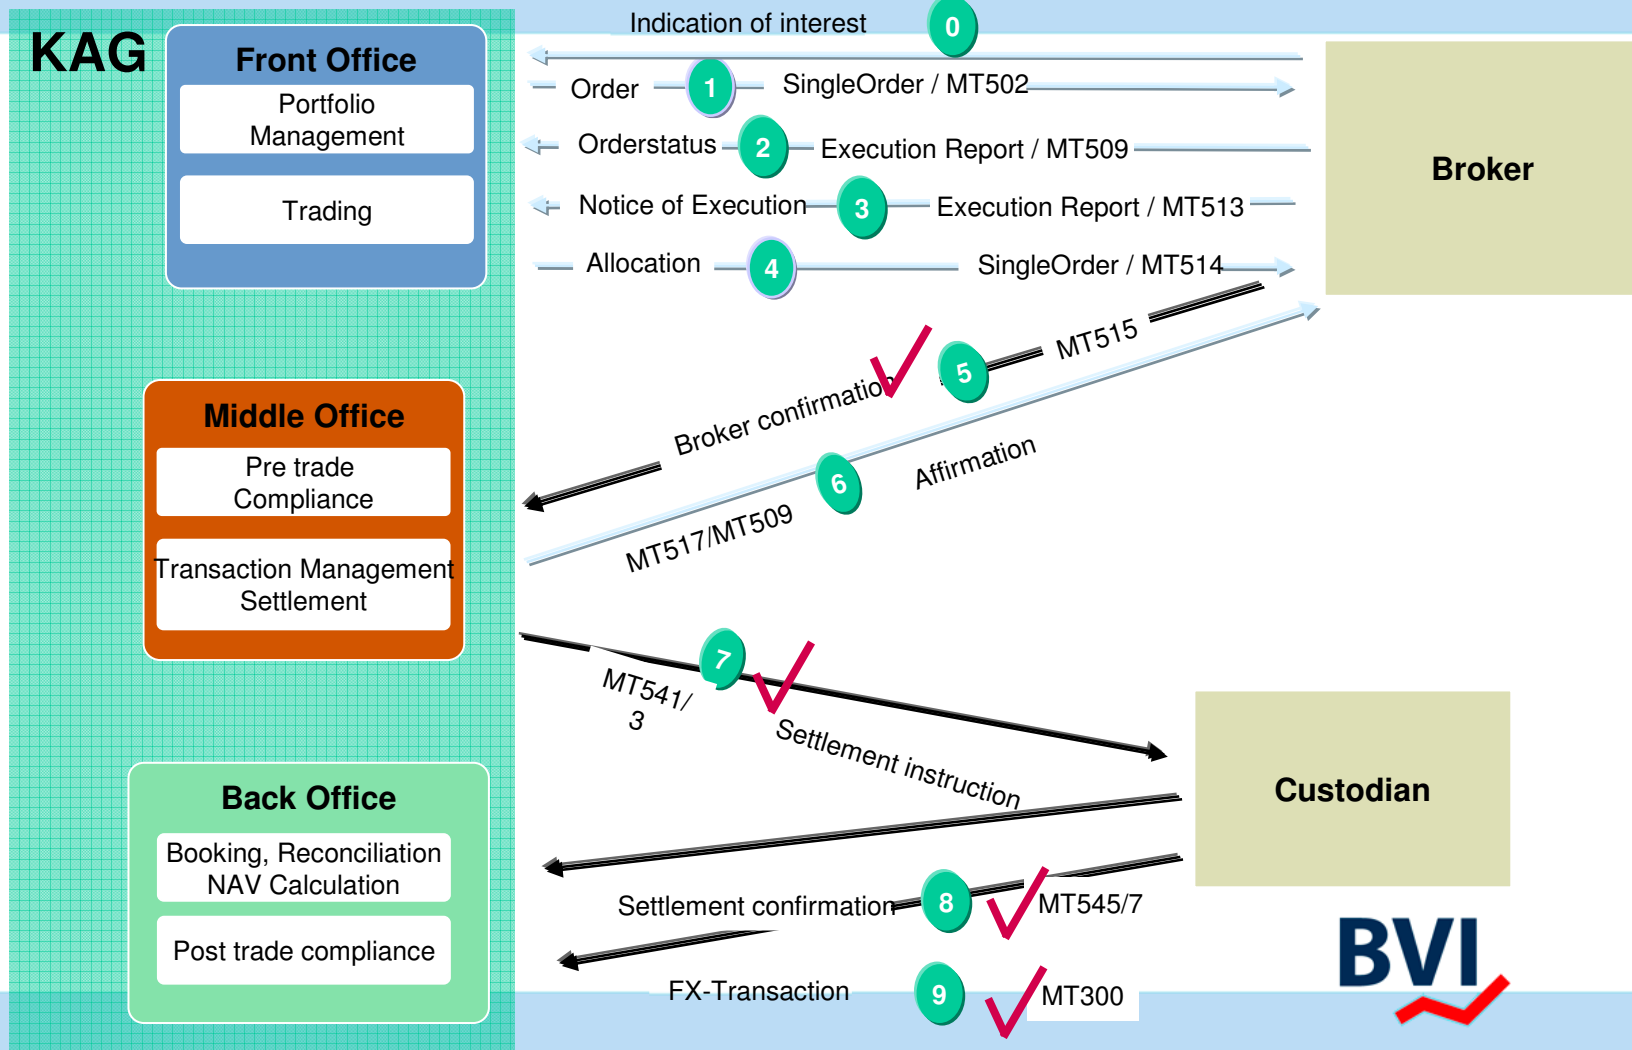 KAG
Front Office
Portfolio
Management
Trading
Middle Office
Pre trade
Compliance
Transaction Management
Settlement
Back Office
Booking, Reconciliation
NAV Calculation
Post trade compliance
Indication of interest 0
Order 1 SingleOrder / MT502
Orderstatus 2 Execution Report / MT509
Notice of Execution 3 Execution Report / MT513
Allocation 4 SingleOrder / MT514
Broker
Broker confirmation 5 MT515
MT517/MT509 6 Affirmation
7
MT541/
3
Settlement instruction
Custodian
Settlement confirmation 8 MT545/7
FX-Transaction 9 MT300
BVI